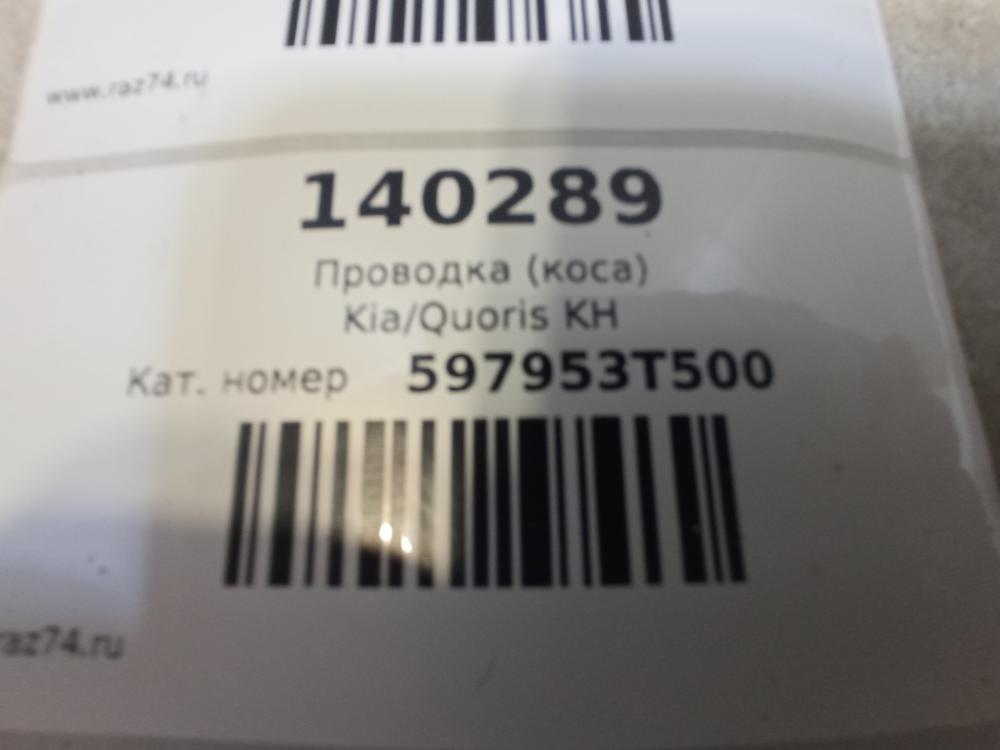 www.raz74.ru
140289
Проводка (коса)
Kia/Quoris KH
Кат. номер 597953T500
raz74.ru